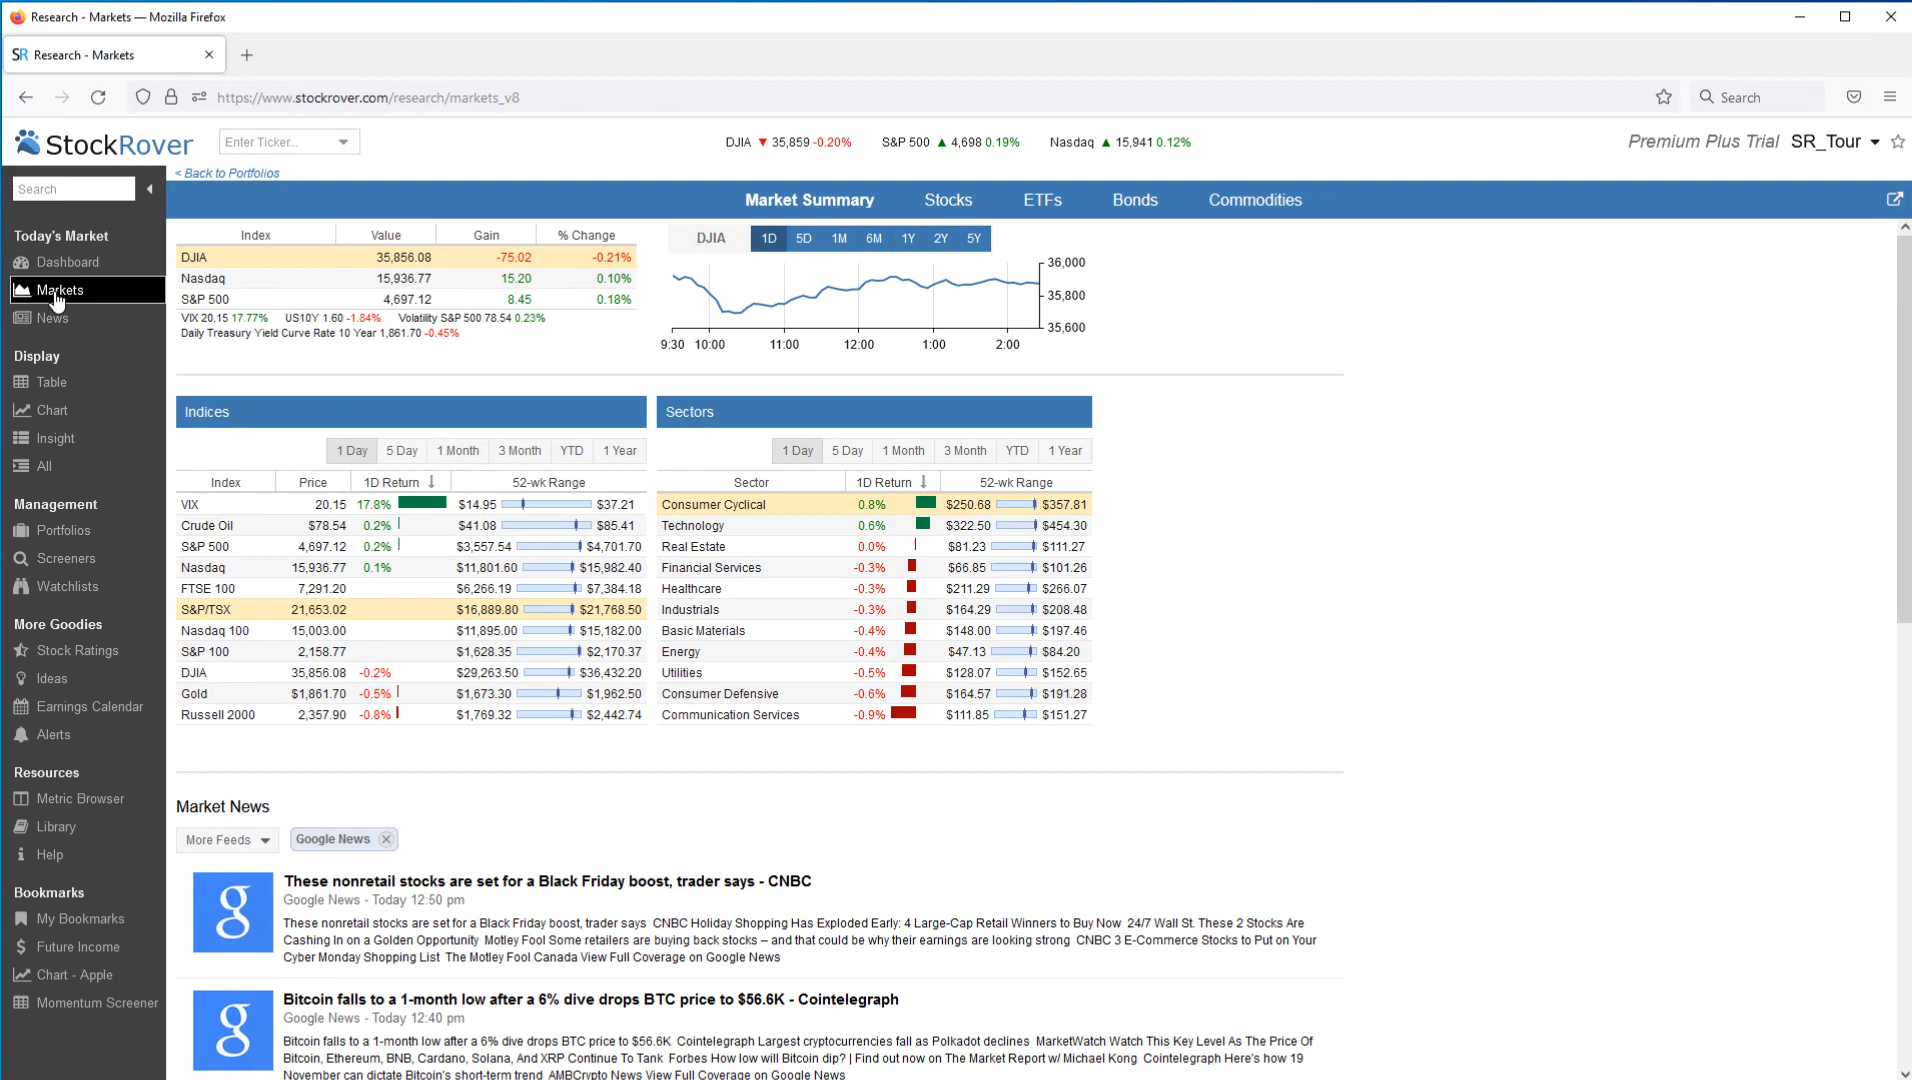 Research - Markets — Mozilla Firefox
SR Research - Markets
https://www.stockrover.com/research/markets_v8
Search
StockRover
Enter Ticker...
DJIA ▼ 35,859 -0.20% S&P 500 ▲ 4,698 0.19% Nasdaq ▲ 15,941 0.12%
Premium Plus Trial SR_Tour
< Back to Portfolios
Search
Today's Market
Dashboard
Markets
News
Display
Table
Chart
Insight
All
Management
Portfolios
Screeners
Watchlists
More Goodies
Stock Ratings
Ideas
Earnings Calendar
Alerts
Resources
Metric Browser
Library
Help
Bookmarks
My Bookmarks
Future Income
Chart - Apple
Momentum Screener
Market Summary Stocks ETFs Bonds Commodities
Index Value Gain % Change
DJIA 35,856.08 -75.02 -0.21%
Nasdaq 15,936.77 15.20 0.10%
S&P 500 4,697.12 8.45 0.18%
VIX 20.15 17.77% US10Y 1.60 -1.84% Volatility S&P 500 78.54 0.23%
Daily Treasury Yield Curve Rate 10 Year 1,861.70 -0.45%
DJIA 1D 5D 1M 6M 1Y 2Y 5Y
36,000
35,800
35,600
9:30 10:00 11:00 12:00 1:00 2:00
Indices
1 Day 5 Day 1 Month 3 Month YTD 1 Year
Index Price 1D Return 52-wk Range
VIX 20.15 17.8% $14.95 $37.21
Crude Oil $78.54 0.2% $41.08 $85.41
S&P 500 4,697.12 0.2% $3,557.54 $4,701.70
Nasdaq 15,936.77 0.1% $11,801.60 $15,982.40
FTSE 100 7,291.20 $6,266.19 $7,384.18
S&P/TSX 21,653.02 $16,889.80 $21,768.50
Nasdaq 100 15,003.00 $11,895.00 $15,182.00
S&P 100 2,158.77 $1,628.35 $2,170.37
DJIA 35,856.08 -0.2% $29,263.50 $36,432.20
Gold $1,861.70 -0.5% $1,673.30 $1,962.50
Russell 2000 2,357.90 -0.8% $1,769.32 $2,442.74
Sectors
1 Day 5 Day 1 Month 3 Month YTD 1 Year
Sector 1D Return 52-wk Range
Consumer Cyclical 0.8% $250.68 $357.81
Technology 0.6% $322.50 $454.30
Real Estate 0.0% $81.23 $111.27
Financial Services -0.3% $66.85 $101.26
Healthcare -0.3% $211.29 $266.07
Industrials -0.3% $164.29 $208.48
Basic Materials -0.4% $148.00 $197.46
Energy -0.4% $47.13 $84.20
Utilities -0.5% $128.07 $152.65
Consumer Defensive -0.6% $164.57 $191.28
Communication Services -0.9% $111.85 $151.27
Market News
More Feeds Google News
g
These nonretail stocks are set for a Black Friday boost, trader says - CNBC
Google News - Today 12:50 pm
These nonretail stocks are set for a Black Friday boost, trader says CNBC Holiday Shopping Has Exploded Early: 4 Large-Cap Retail Winners to Buy Now 24/7 Wall St. These 2 Stocks Are
Cashing In on a Golden Opportunity Motley Fool Some retailers are buying back stocks – and that could be why their earnings are looking strong CNBC 3 E-Commerce Stocks to Put on Your
Cyber Monday Shopping List The Motley Fool Canada View Full Coverage on Google News
g
Bitcoin falls to a 1-month low after a 6% dive drops BTC price to $56.6K - Cointelegraph
Google News - Today 12:40 pm
Bitcoin falls to a 1-month low after a 6% dive drops BTC price to $56.6K Cointelegraph Largest cryptocurrencies fall as Polkadot declines MarketWatch Watch This Key Level As The Price Of
Bitcoin, Ethereum, BNB, Cardano, Solana, And XRP Continue To Tank Forbes How low will Bitcoin dip? | Find out now on The Market Report w/ Michael Kong Cointelegraph Here's how 19
November can dictate Bitcoin's short-term trend AMBCrypto News View Full Coverage on Google News